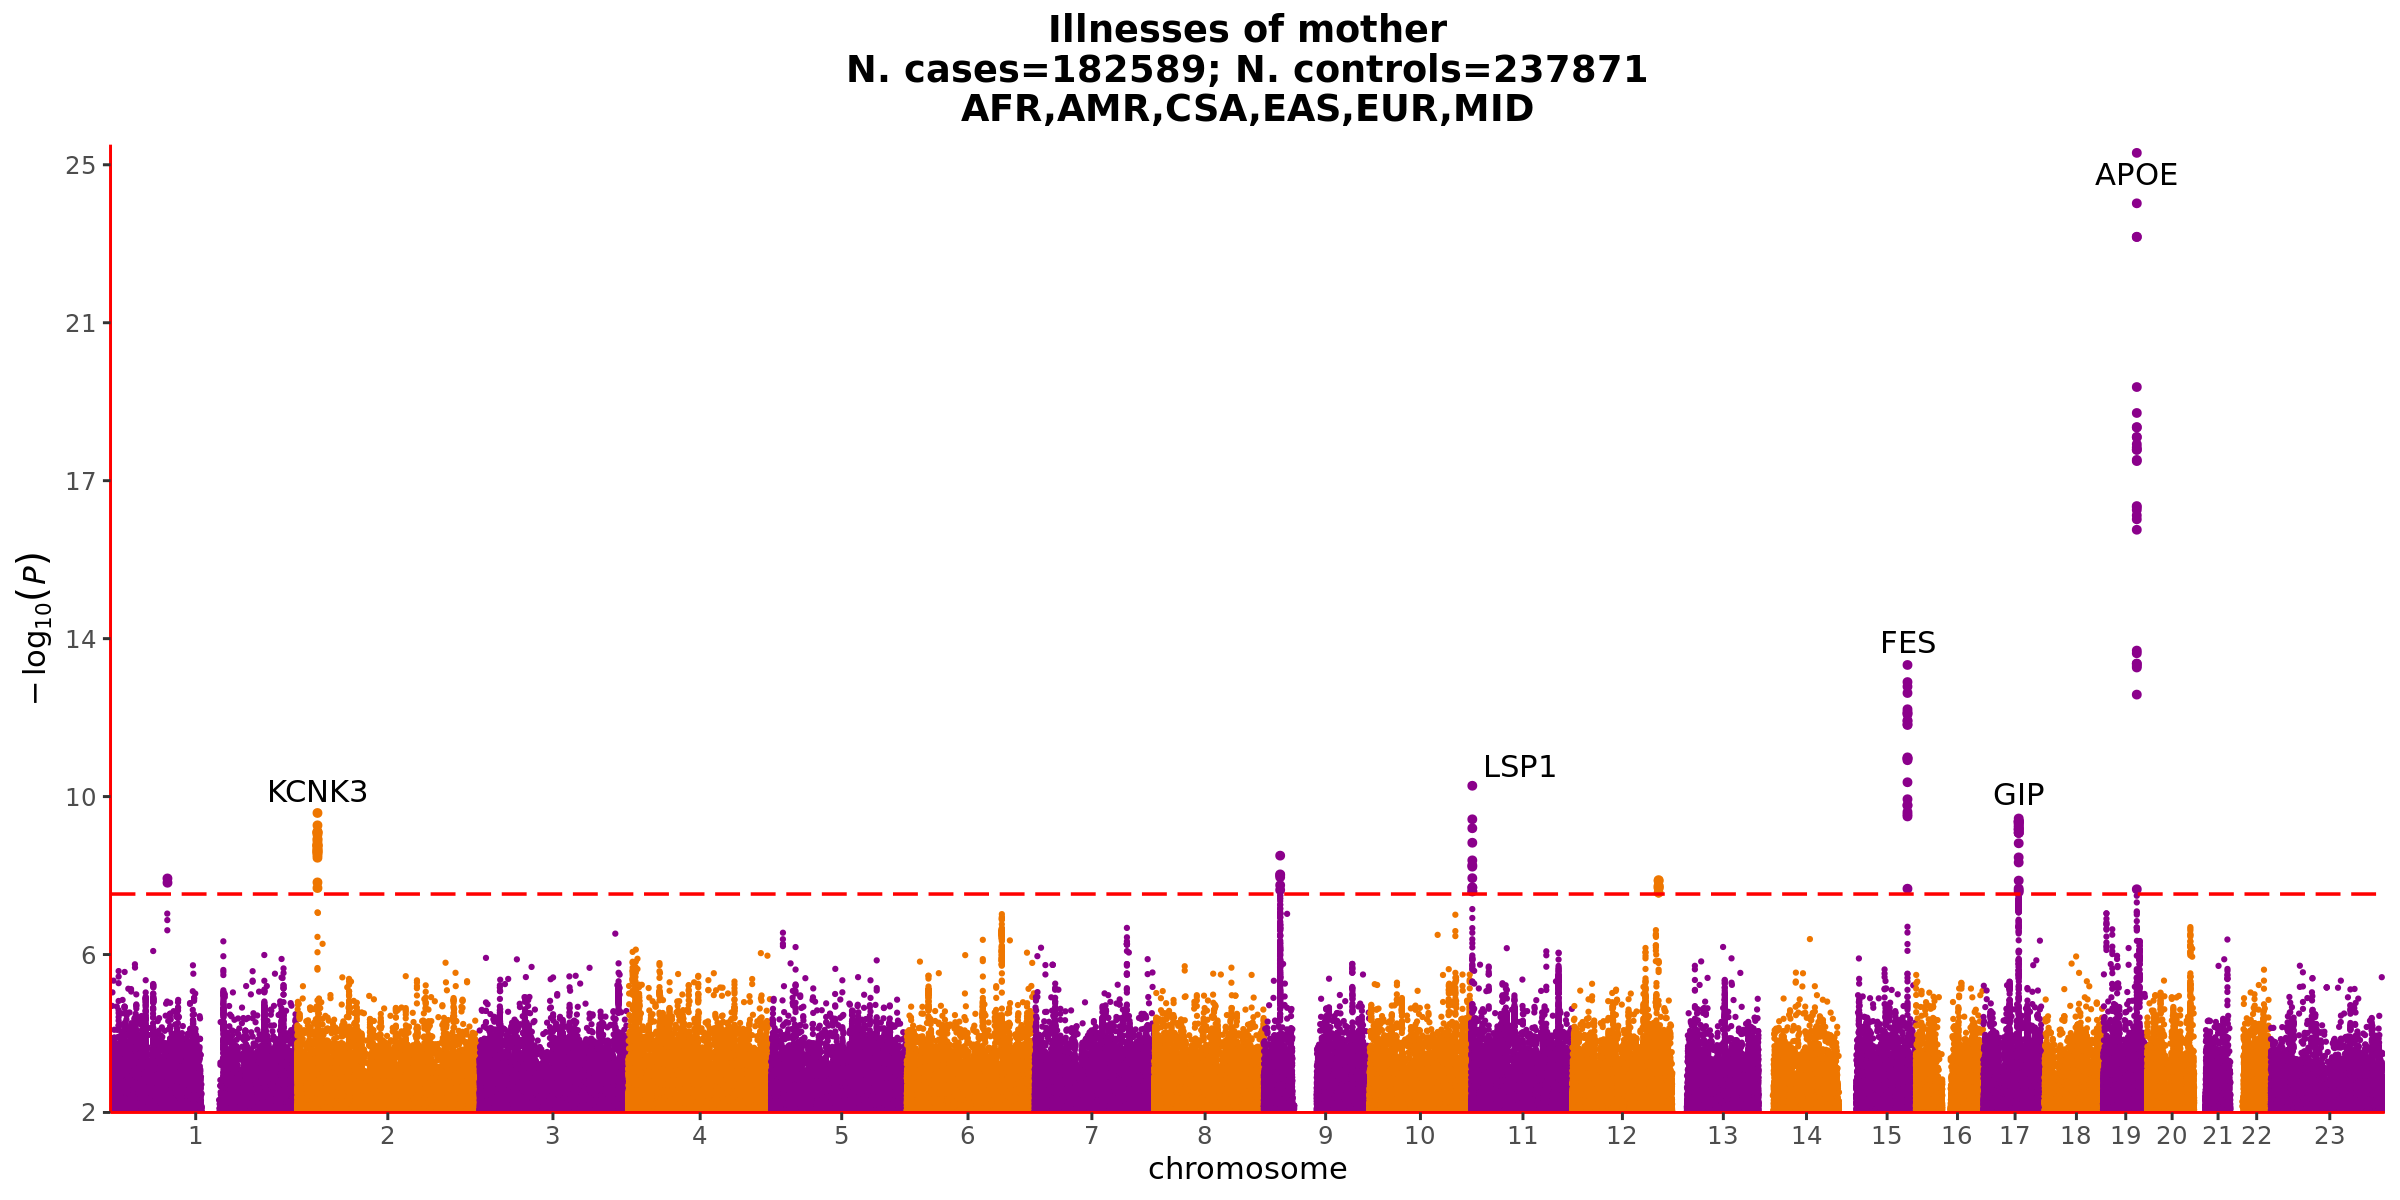 Illnesses of mother
N. cases=182589; N. controls=237871
AFR,AMR,CSA,EAS,EUR,MID
25
APOE
21
17
14
FES
LSP1
KCNK3
GIP
10
6
2
−log10(P)
1 2 3 4 5 6 7 8 9 10 11 12 13 14 15 16 17 18 19 20 21 22 23
chromosome